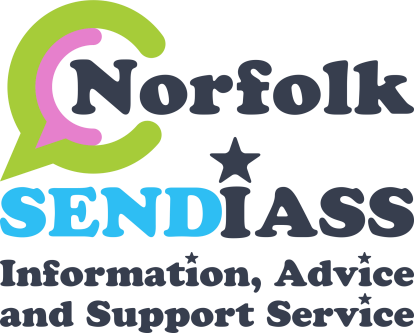 Norfolk
SENDIASS
Information, Advice
and Support Service